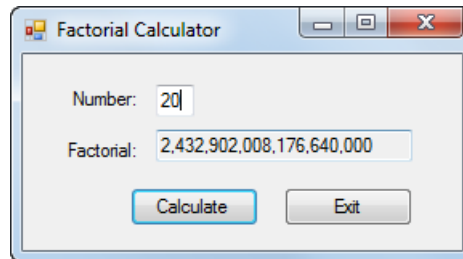 Factorial Calculator
Number: 20
Factorial: 2,432,902,008,176,640,000
Calculate Exit